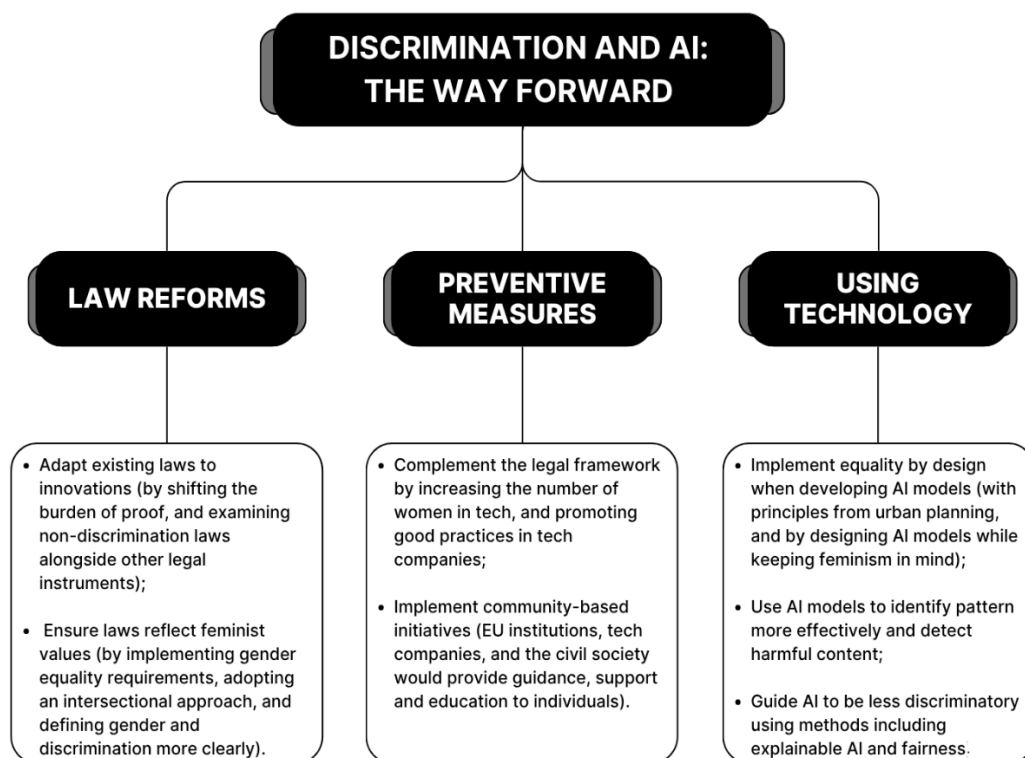 DISCRIMINATION AND AI:
THE WAY FORWARD
LAW REFORMS
• Adapt existing laws to
innovations (by shifting the
burden of proof, and examining
non-discrimination laws
alongside other legal
instruments);
• Ensure laws reflect feminist
values (by implementing gender
equality requirements, adopting
an intersectional approach, and
defining gender and
discrimination more clearly).
PREVENTIVE
MEASURES
• Complement the legal framework
by increasing the number of
women in tech, and promoting
good practices in tech
companies;
• Implement community-based
initiatives (EU institutions, tech
companies, and the civil society
would provide guidance, support
and education to individuals).
USING
TECHNOLOGY
• Implement equality by design
when developing AI models (with
principles from urban planning,
and by designing AI models while
keeping feminism in mind);
• Use AI models to identify pattern
more effectively and detect
harmful content;
• Guide AI to be less discriminatory
using methods including
explainable AI and fairness.